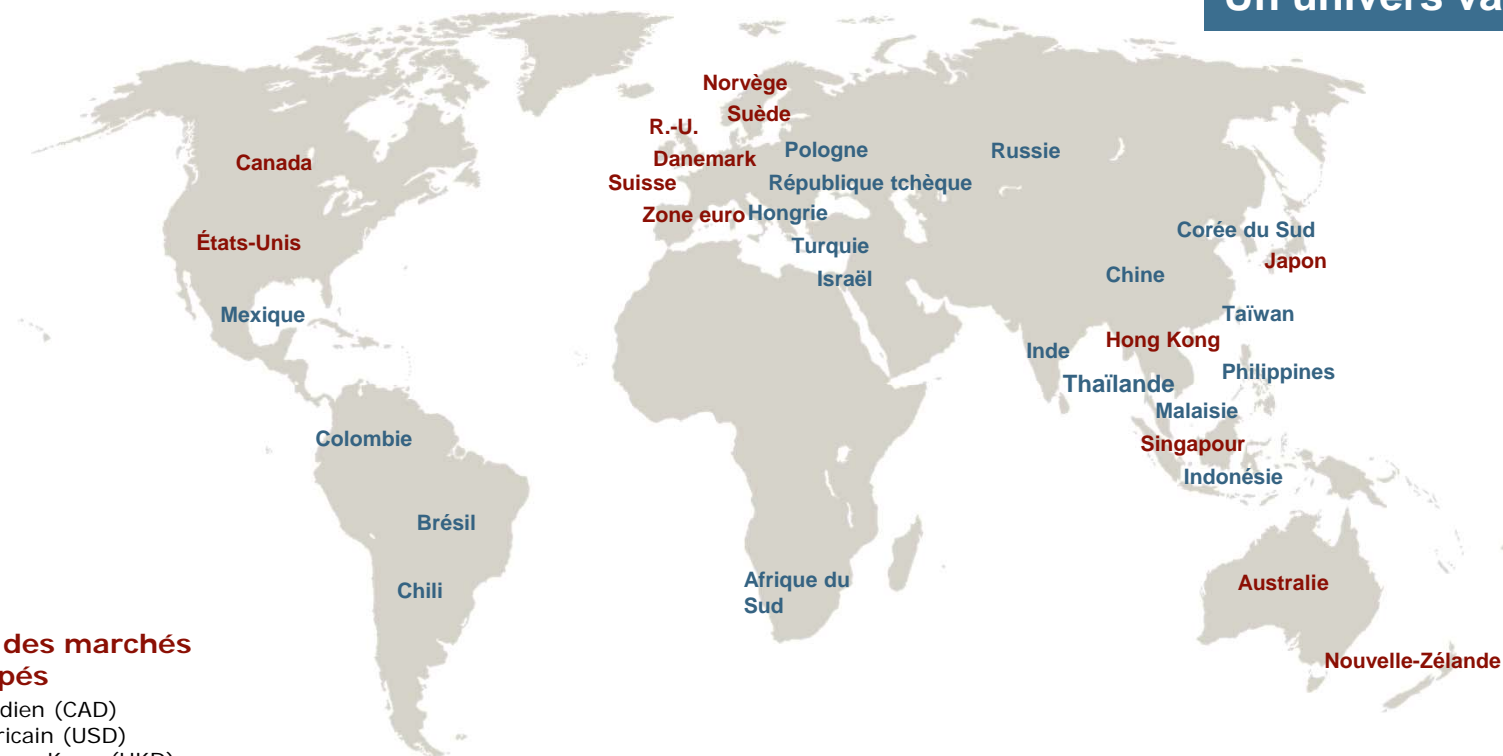 Un univers va
Norvège
Suède
R.-U.
Danemark
Pologne
Russie
Canada
Suisse
République tchèque
Zone euro
Hongrie
Corée du Sud
États-Unis
Turquie
Japon
Israël
Chine
Mexique
Taïwan
Hong Kong
Inde
Philippines
Thaïlande
Malaisie
Colombie
Singapour
Indonésie
Brésil
Afrique du
Sud
Chili
Australie
des marchés
pés
Nouvelle-Zélande
dien (CAD)
ricain (USD)